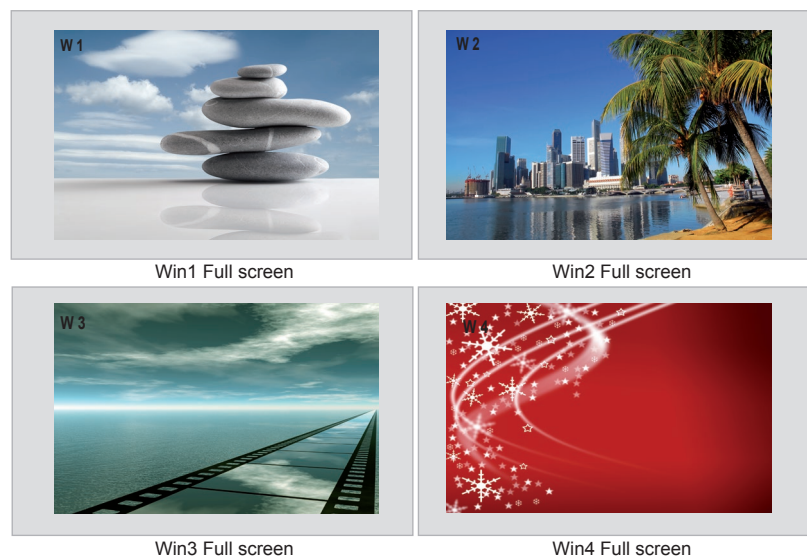 W 1
W 2
Win1 Full screen
Win2 Full screen
W 3
W 4
Win3 Full screen
Win4 Full screen